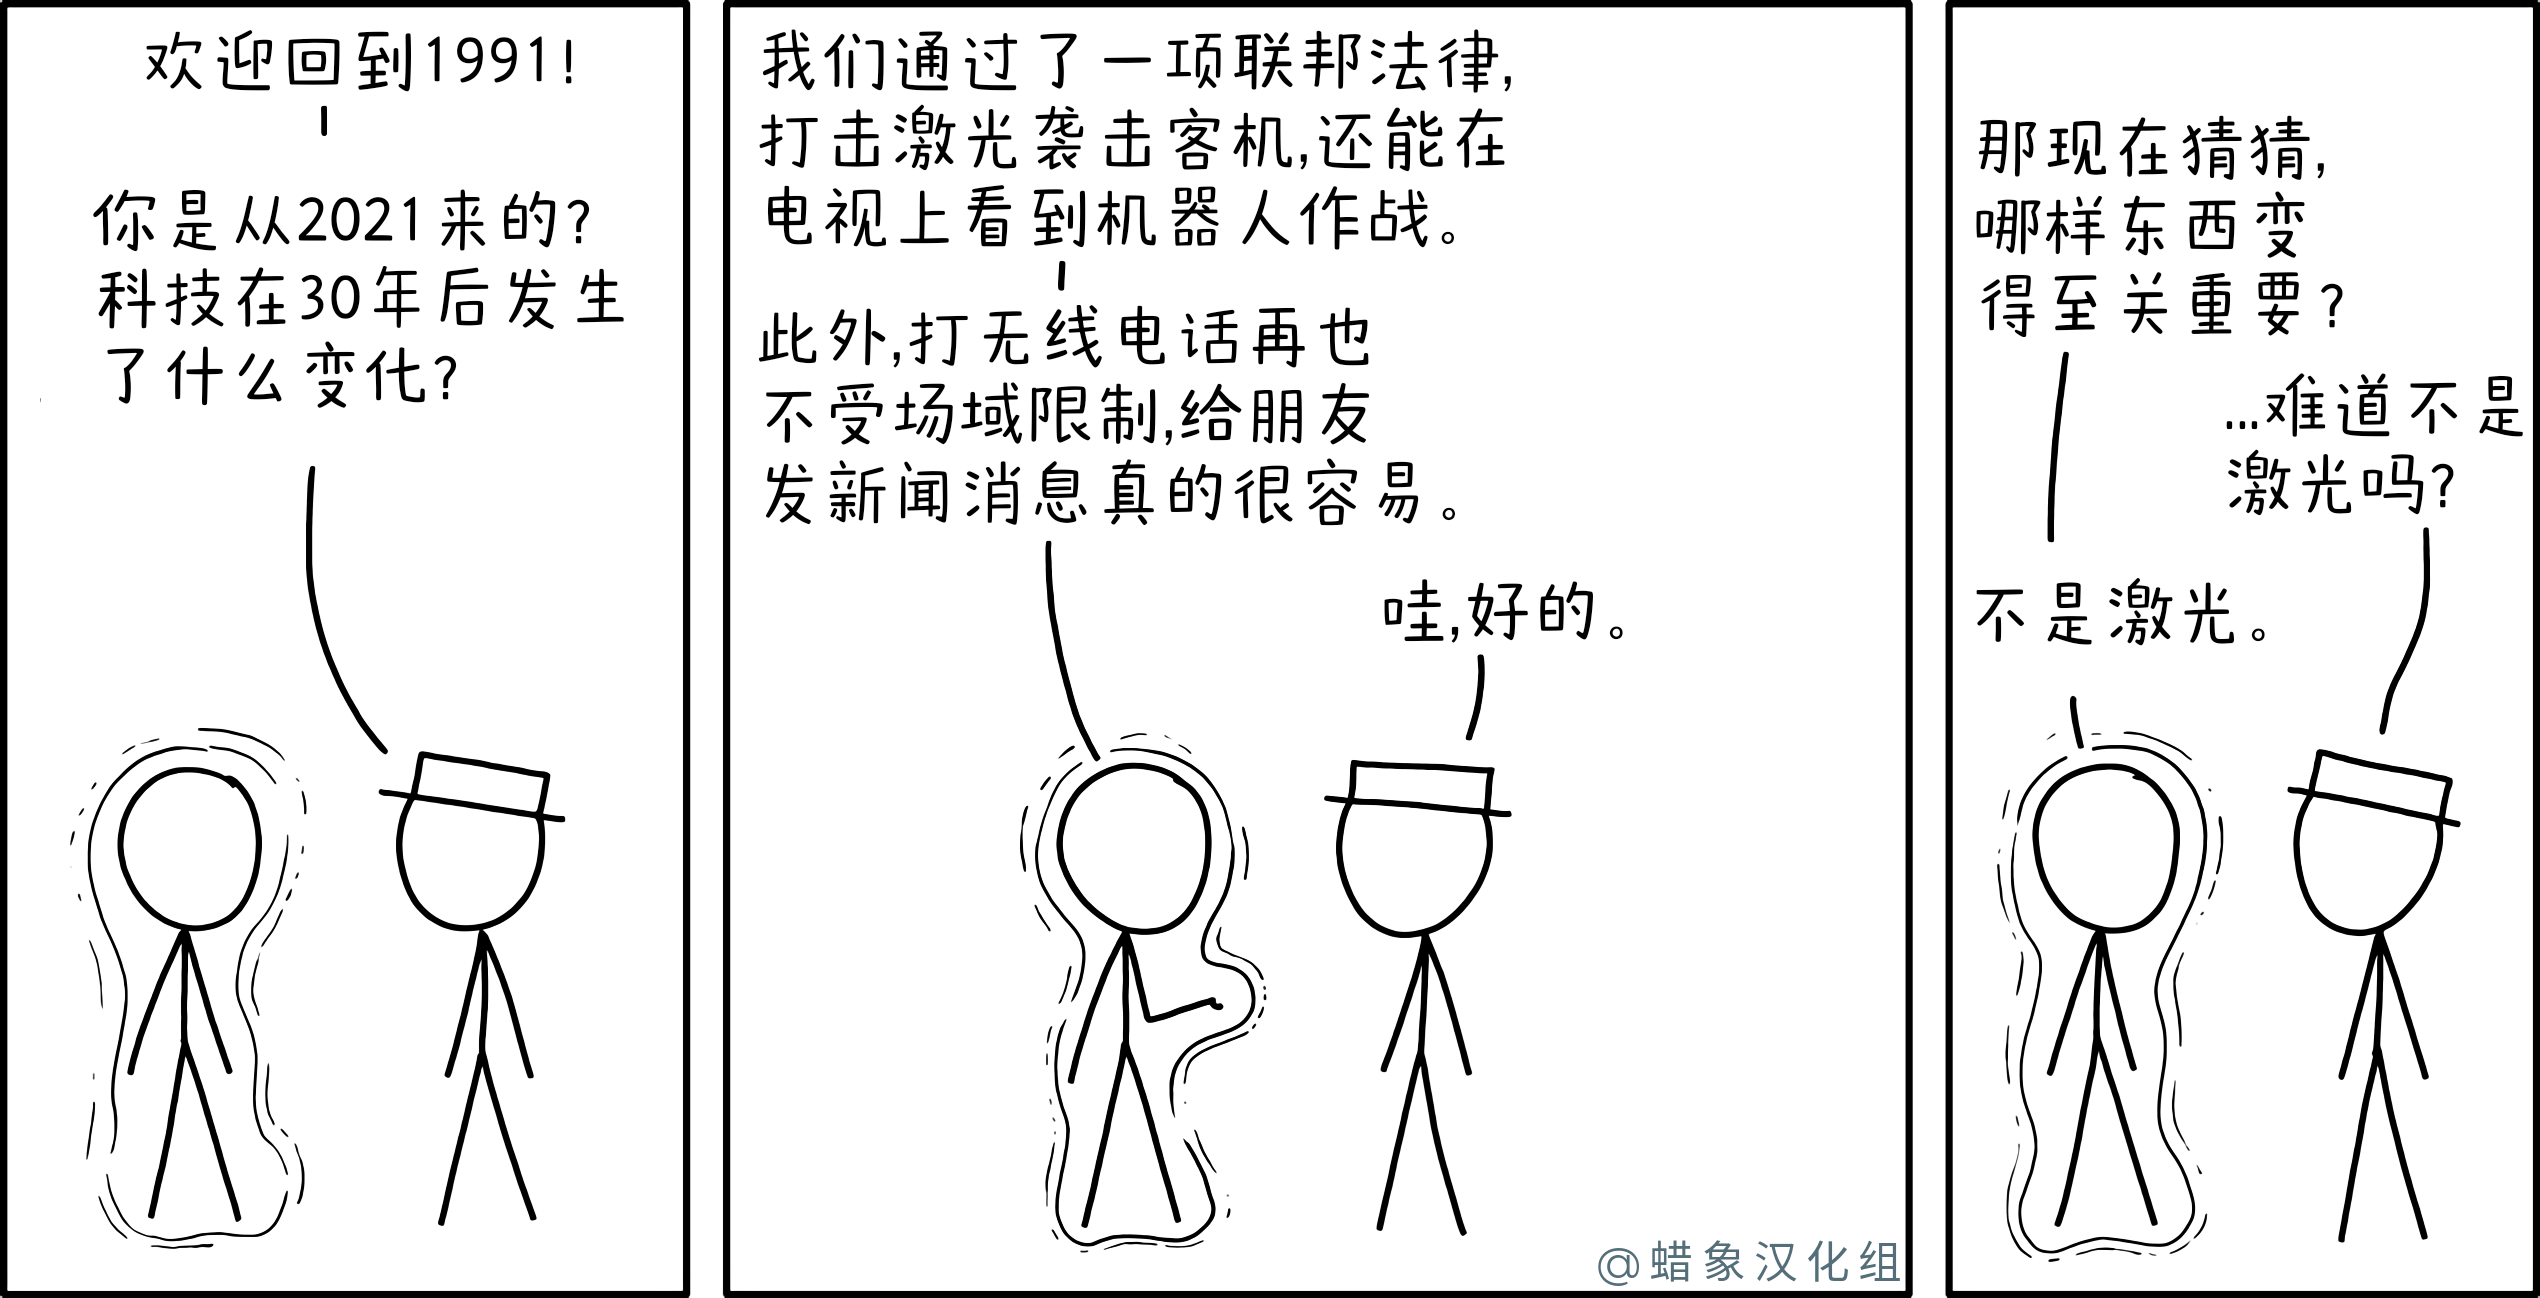 欢迎回到1991!
你是从2021来的?
科技在30年后发生
了什么变化?
我们通过了一项联邦法律,
打击激光袭击客机,还能在
电视上看到机器人作战。
此外,打无线电话再也
不受场域限制,给朋友
发新闻消息真的很容易。
哇,好的。
那现在猜猜,
哪样东西变
得至关重要?
...难道不是
激光吗?
不是激光。
@蜡象汉化组